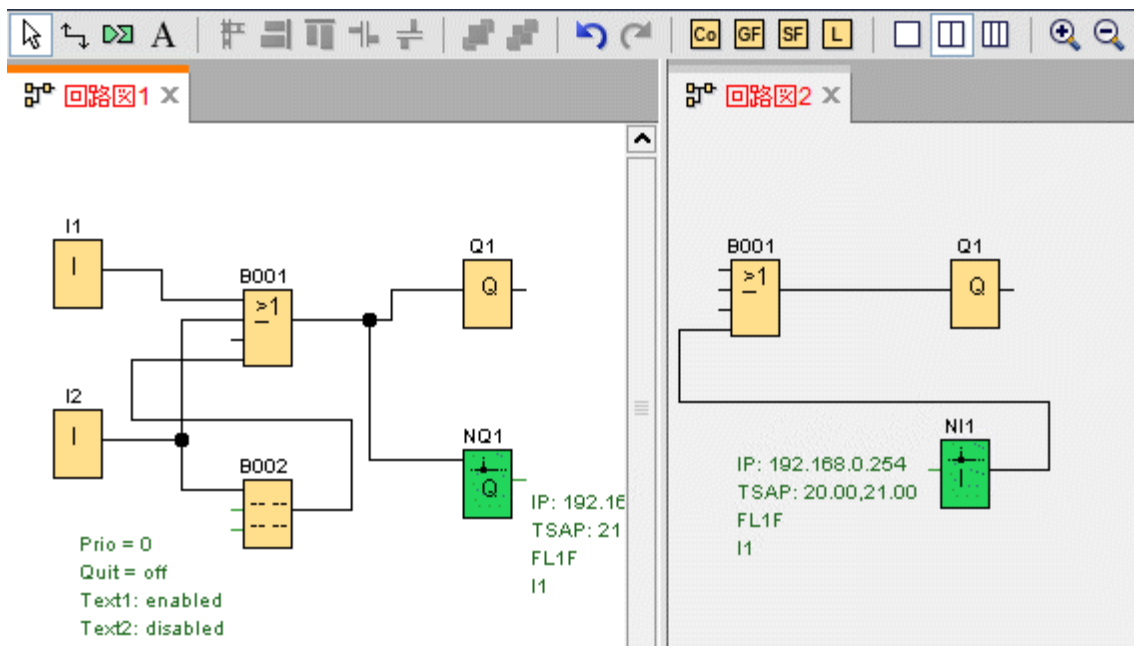 A
Co GF SF L
回路図1
回路図2
I1
I
B001
>1
Q1
Q
I2
I
B002
NQ1
Q
IP: 192.16
TSAP: 21
FL1F
I1
Prio = 0
Quit = off
Text1: enabled
Text2: disabled
B001
>1
Q1
Q
NI1
I
IP: 192.168.0.254
TSAP: 20.00,21.00
FL1F
I1